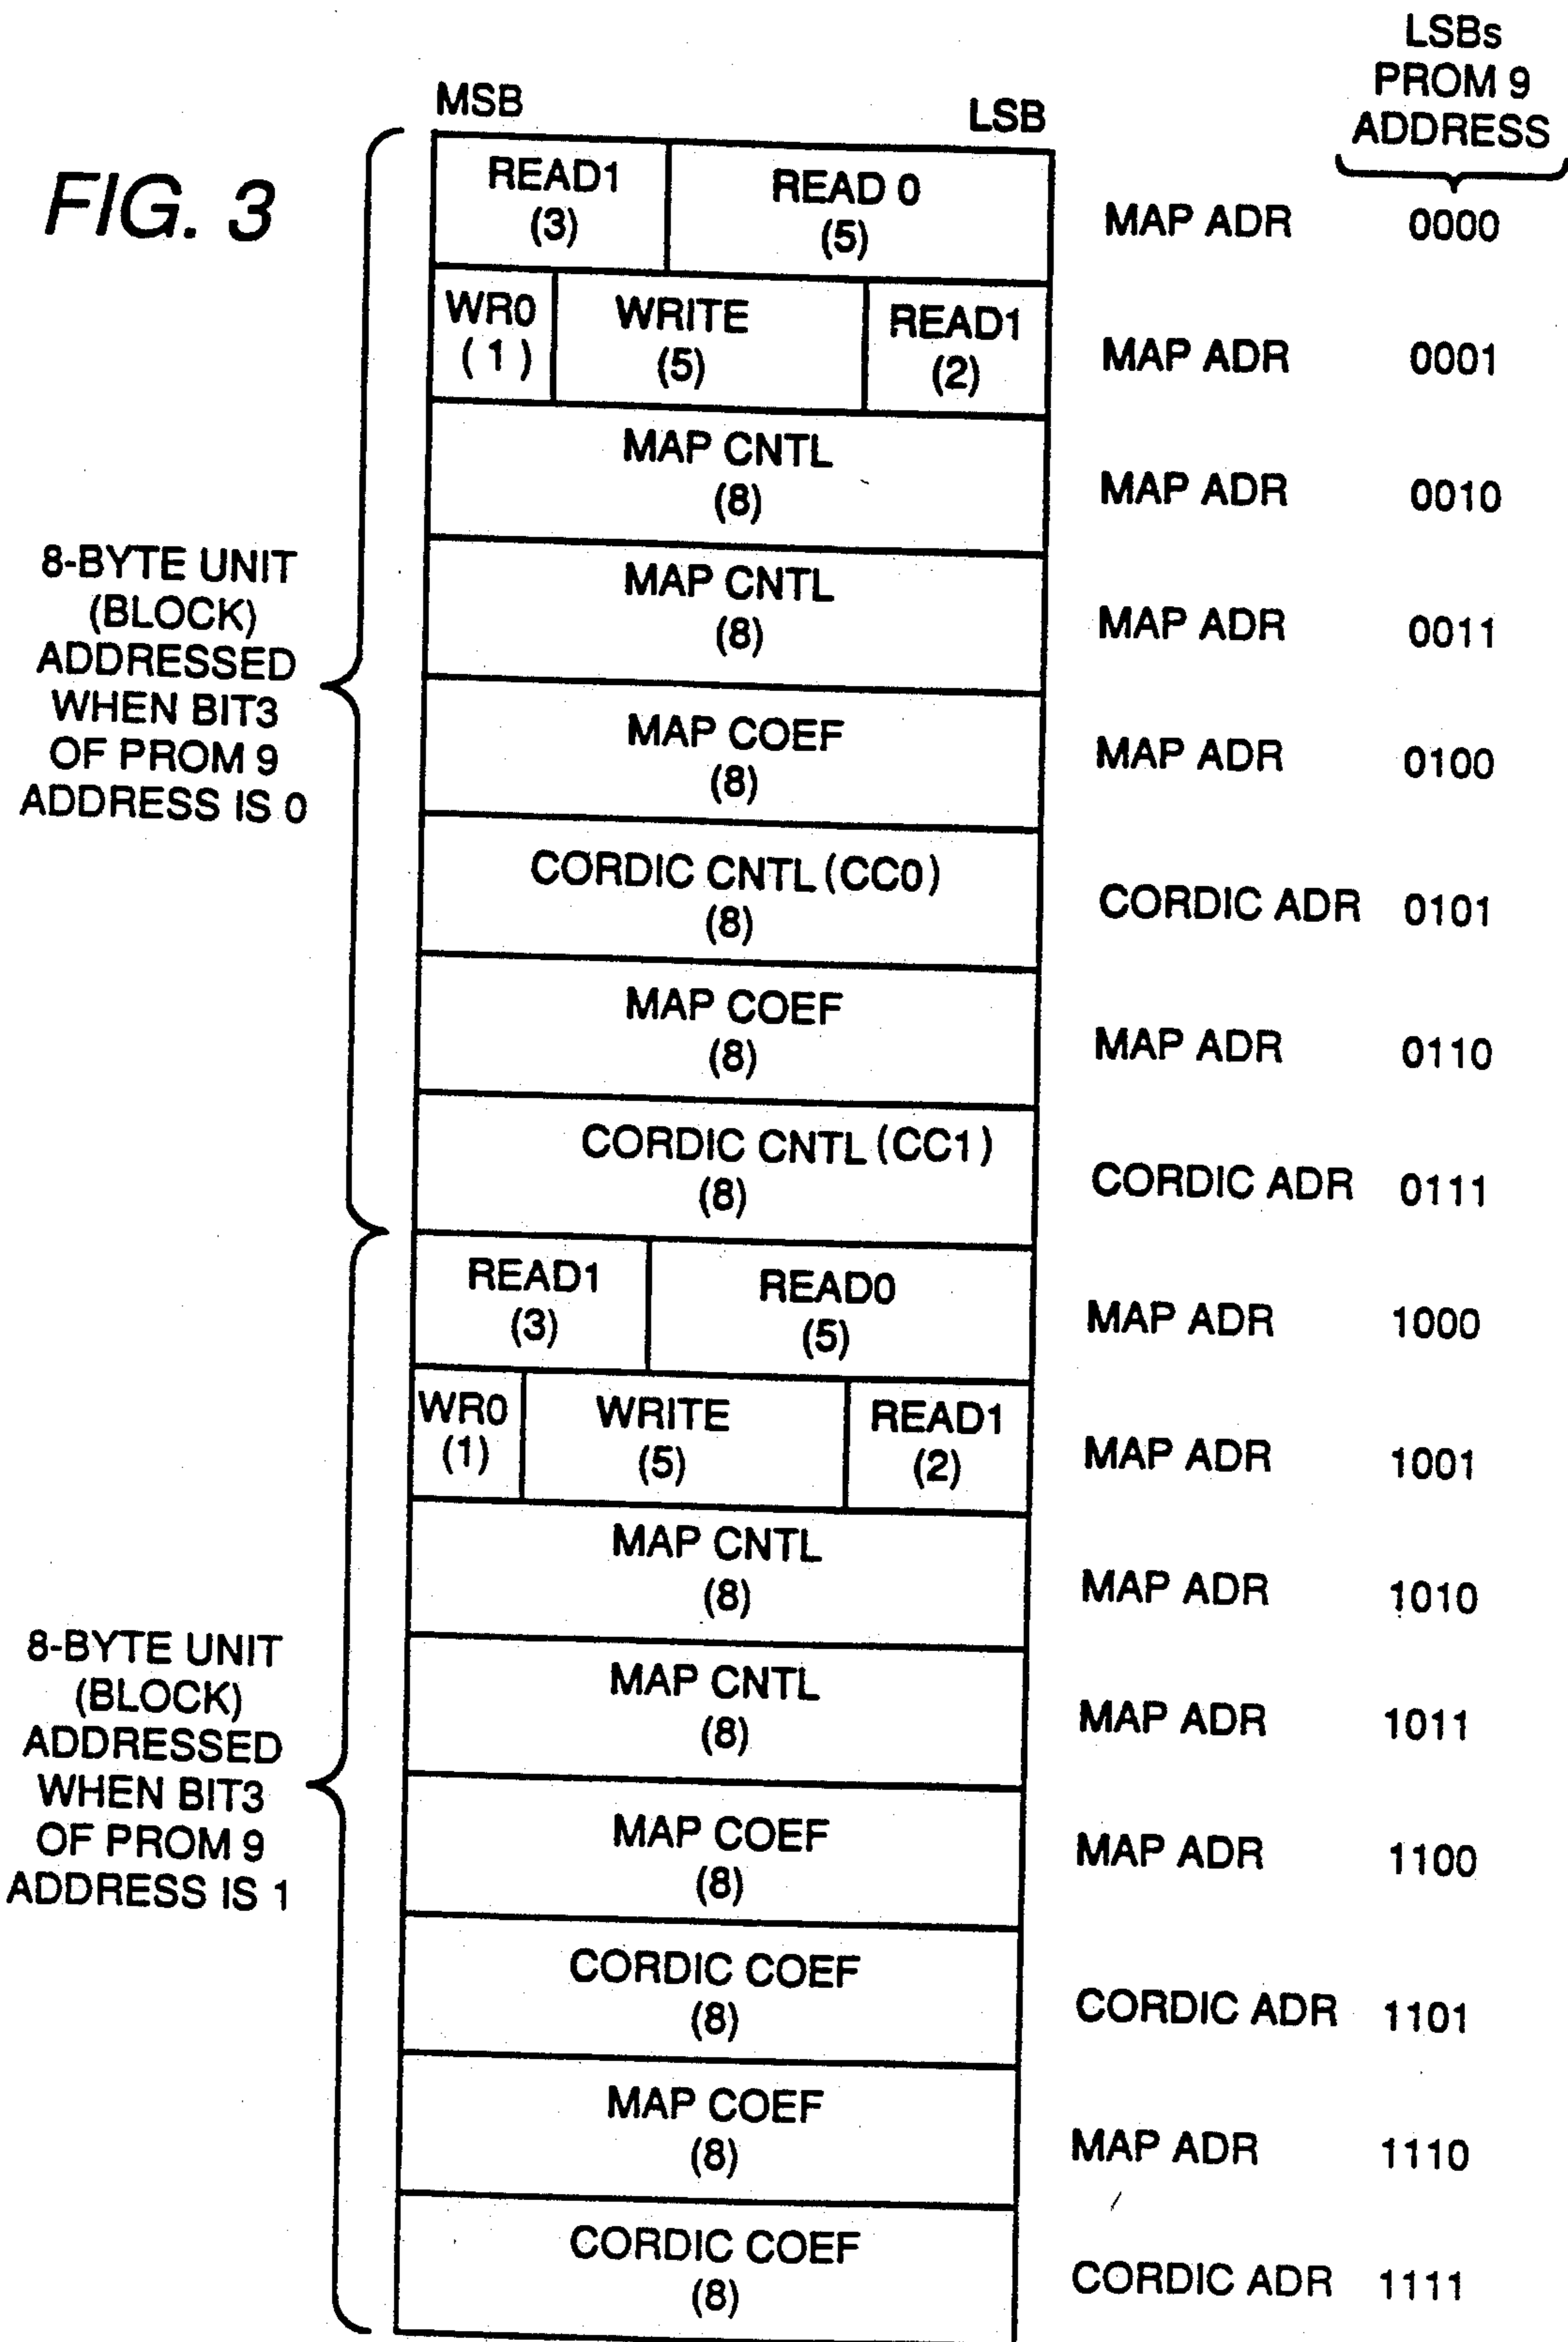 LSBs
PROM 9
ADDRESS
MSB LSB
FIG. 3
READ1 READ 0
(3) (5)
MAP ADR 0000
WR0 WRITE READ1
(1) (5) (2)
MAP ADR 0001
MAP CNTL
(8)
MAP ADR 0010
MAP CNTL
(8)
MAP ADR 0011
8-BYTE UNIT
(BLOCK)
ADDRESSED
WHEN BIT3
OF PROM 9
ADDRESS IS 0
MAP COEF
(8)
MAP ADR 0100
CORDIC CNTL (CC0)
(8)
CORDIC ADR 0101
MAP COEF
(8)
MAP ADR 0110
CORDIC CNTL (CC1)
(8)
CORDIC ADR 0111
READ1 READ0
(3) (5)
MAP ADR 1000
WR0 WRITE READ1
(1) (5) (2)
MAP ADR 1001
MAP CNTL
(8)
MAP ADR 1010
MAP CNTL
(8)
MAP ADR 1011
8-BYTE UNIT
(BLOCK)
ADDRESSED
WHEN BIT3
OF PROM 9
ADDRESS IS 1
MAP COEF
(8)
MAP ADR 1100
CORDIC COEF
(8)
CORDIC ADR 1101
MAP COEF
(8)
MAP ADR 1110
CORDIC COEF
(8)
CORDIC ADR 1111